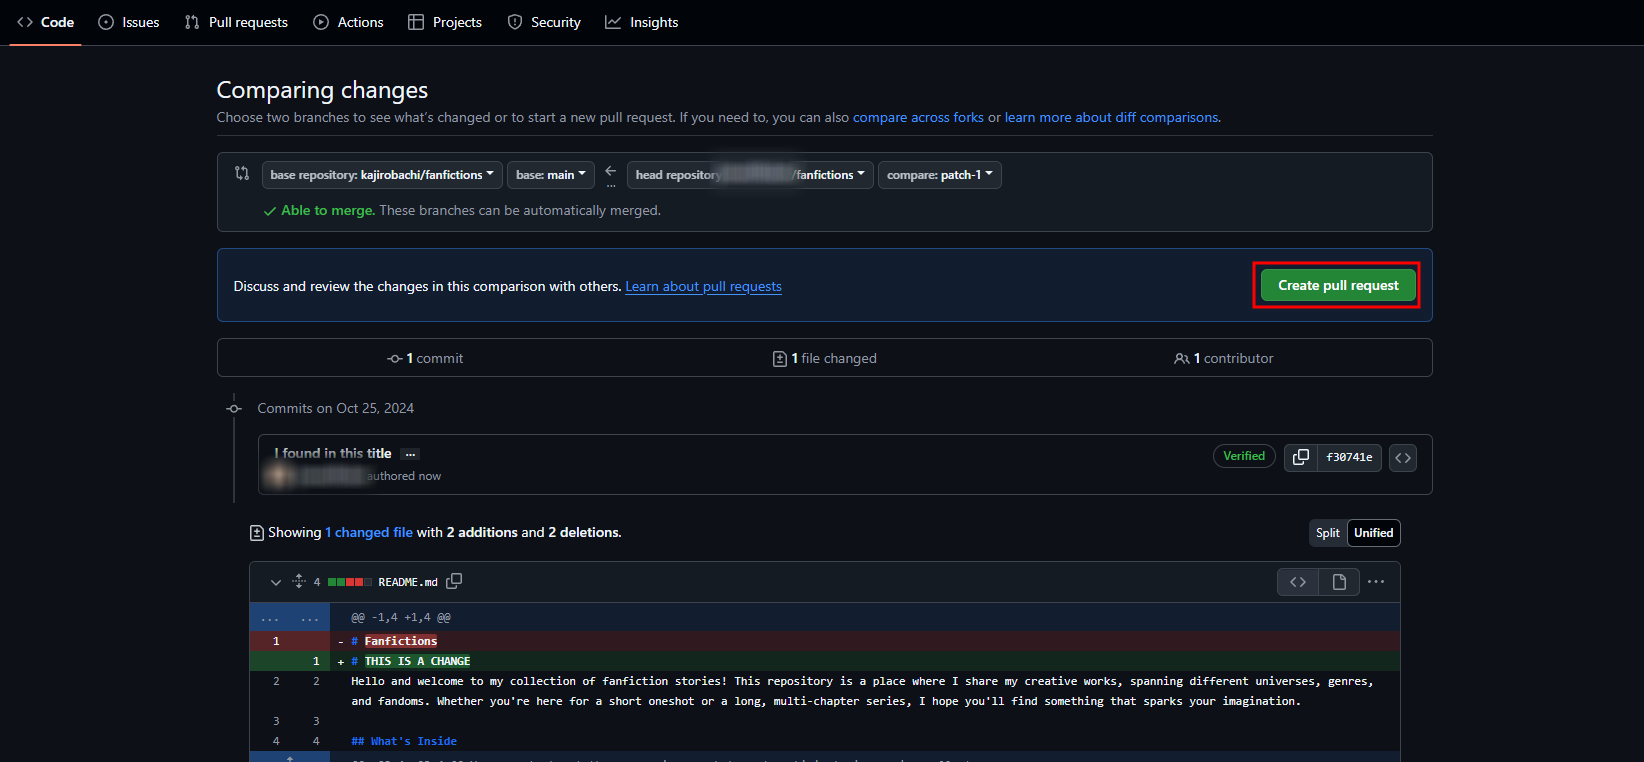 Code Issues Pull requests Actions Projects Security Insights
Comparing changes
Choose two branches to see what's changed or to start a new pull request. If you need to, you can also compare across forks or learn more about diff comparisons.
base repository: kajirobachi/fanfictions base: main ← head repository /fanfictions compare: patch-1
...
Able to merge. These branches can be automatically merged.
Discuss and review the changes in this comparison with others. Learn about pull requests Create pull request
1 commit 1 file changed 1 contributor
Commits on Oct 25, 2024
I found in this title ... Verified f30741e
authored now
Showing 1 changed file with 2 additions and 2 deletions. Split Unified
4 README.md
... ... @@ -1,4 +1,4 @@
1 - # Fanfictions
1 + # THIS IS A CHANGE
2 2 Hello and welcome to my collection of fanfiction stories! This repository is a place where I share my creative works, spanning different universes, genres,
and fandoms. Whether you're here for a short oneshot or a long, multi-chapter series, I hope you'll find something that sparks your imagination.
3 3
4 4 ## What's Inside